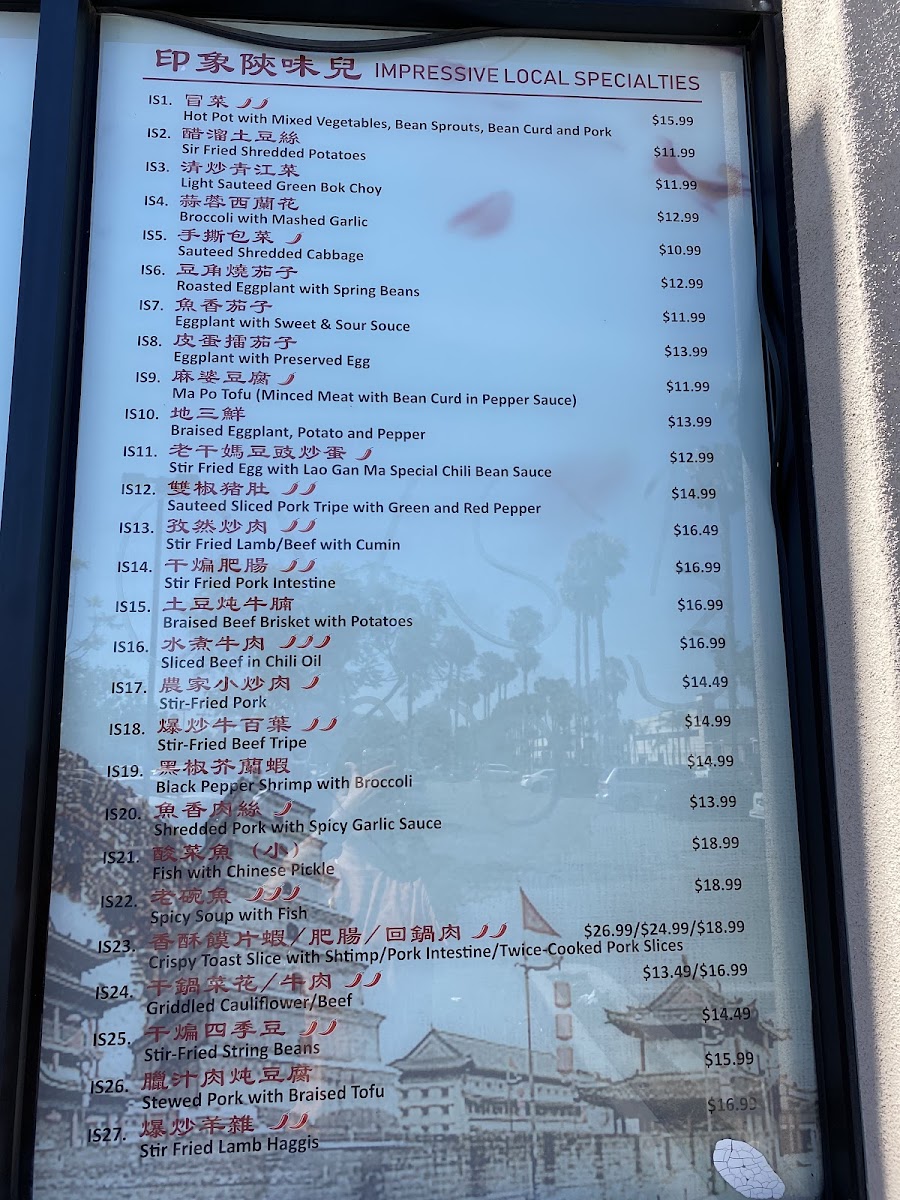 印象陝味兒 IMPRESSIVE LOCAL SPECIALTIES
IS1. 冒菜
Hot Pot with Mixed Vegetables, Bean Sprouts, Bean Curd and Pork $15.99
IS2. 醋溜土豆絲
Sir Fried Shredded Potatoes $11.99
IS3. 清炒青江菜
Light Sauteed Green Bok Choy $11.99
IS4. 蒜蓉西蘭花
Broccoli with Mashed Garlic $12.99
IS5. 手撕包菜
Sauteed Shredded Cabbage $10.99
IS6. 豆角燒茄子
Roasted Eggplant with Spring Beans $12.99
IS7. 魚香茄子
Eggplant with Sweet & Sour Souce $11.99
IS8. 皮蛋擂茄子
Eggplant with Preserved Egg $13.99
IS9. 麻婆豆腐
Ma Po Tofu (Minced Meat with Bean Curd in Pepper Sauce) $11.99
IS10. 地三鮮
Braised Eggplant, Potato and Pepper $13.99
IS11. 老干媽豆豉炒蛋
Stir Fried Egg with Lao Gan Ma Special Chili Bean Sauce $12.99
IS12. 雙椒猪肚
Sauteed Sliced Pork Tripe with Green and Red Pepper $14.99
IS13. 孜然炒肉
Stir Fried Lamb/Beef with Cumin $16.49
IS14. 干煸肥腸
Stir Fried Pork Intestine $16.99
IS15. 土豆炖牛腩
Braised Beef Brisket with Potatoes $16.99
IS16. 水煮牛肉
Sliced Beef in Chili Oil $16.99
IS17. 農家小炒肉
Stir-Fried Pork $14.49
IS18. 爆炒牛百葉
Stir-Fried Beef Tripe $14.99
IS19. 黑椒芥蘭蝦
Black Pepper Shrimp with Broccoli $14.99
IS20. 魚香肉絲
Shredded Pork with Spicy Garlic Sauce $13.99
IS21. 酸菜魚（小）
Fish with Chinese Pickle $18.99
IS22. 老碗魚
Spicy Soup with Fish $18.99
IS23. 香酥饃片蝦/肥腸/回鍋肉 $26.99/$24.99/$18.99
Crispy Toast Slice with Shtimp/Pork Intestine/Twice-Cooked Pork Slices
IS24. 干鍋菜花/牛肉 $13.49/$16.99
Griddled Cauliflower/Beef
IS25. 干煸四季豆 $14.49
Stir-Fried String Beans
IS26. 臘汁肉炖豆腐 $15.99
Stewed Pork with Braised Tofu
IS27. 爆炒羊雜 $16.99
Stir Fried Lamb Haggis